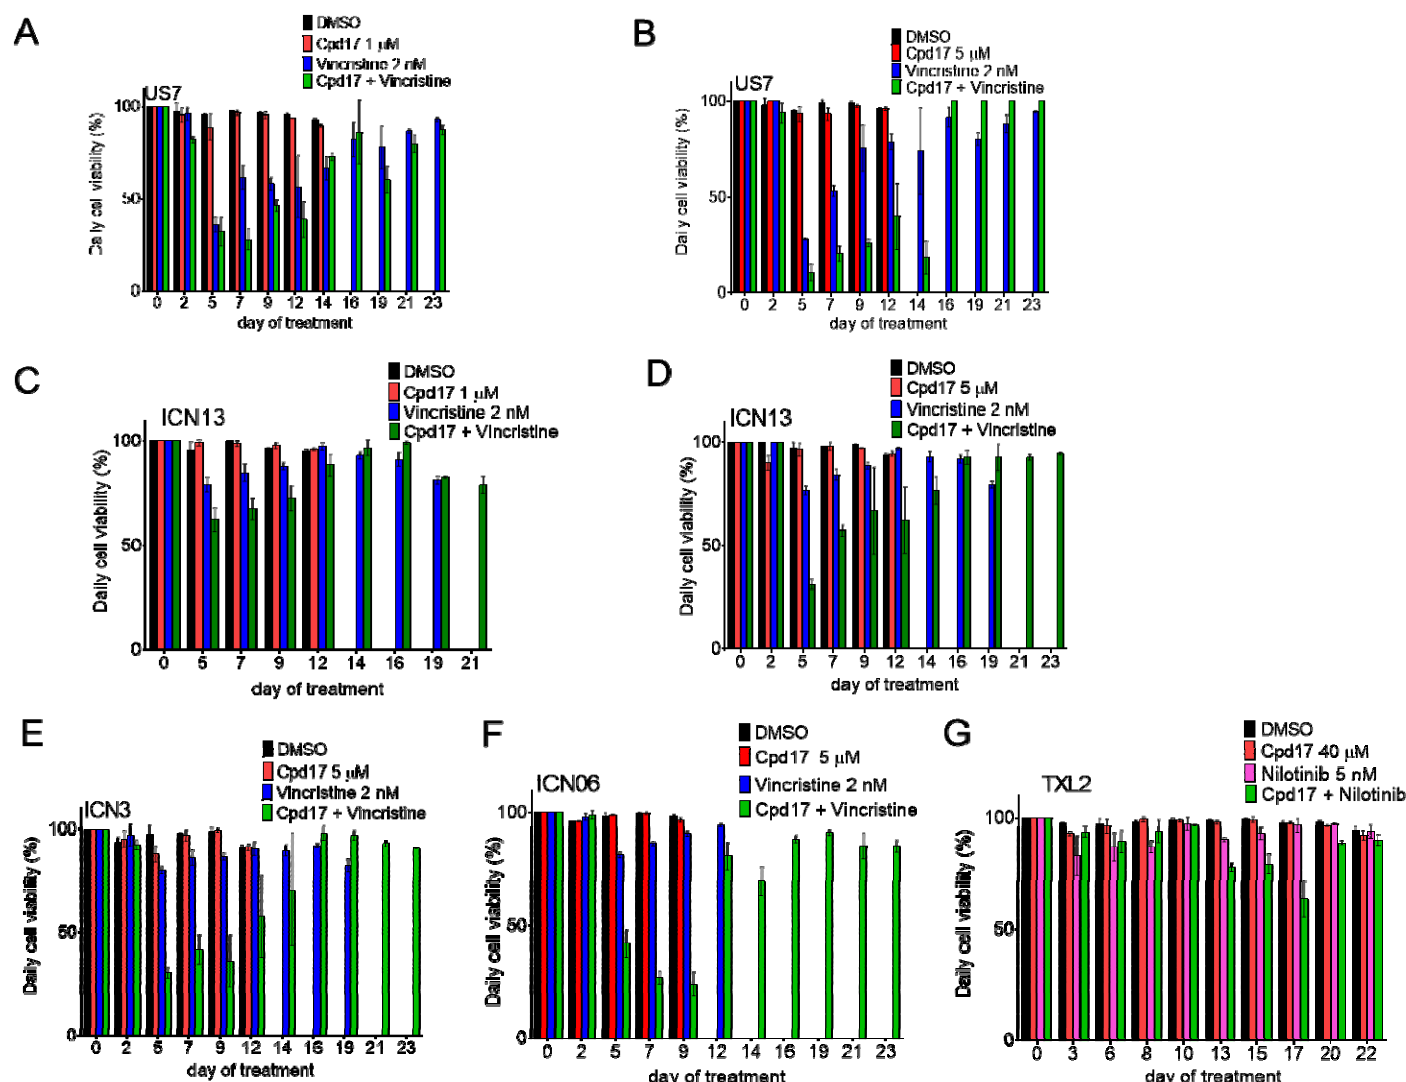 A
DMSO
Cpd17 1 μM
Vincristine 2 nM
Cpd17 + Vincristine
US7
Daily cell viability (%)
100
50
0
0 2 5 7 9 12 14 16 19 21 23
day of treatment
B
DMSO
Cpd17 5 μM
Vincristine 2 nM
Cpd17 + Vincristine
US7
Daily cell viability (%)
100
50
0
0 2 5 7 9 12 14 16 19 21 23
day of treatment
C
DMSO
Cpd17 1 μM
Vincristine 2 nM
Cpd17 + Vincristine
ICN13
Daily cell viability (%)
100
50
0
0 5 7 9 12 14 16 19 21
day of treatment
D
DMSO
Cpd17 5 μM
Vincristine 2 nM
Cpd17 + Vincristine
ICN13
Daily cell viability (%)
100
50
0
0 2 5 7 9 12 14 16 19 21 23
day of treatment
E
DMSO
Cpd17 5 μM
Vincristine 2 nM
Cpd17 + Vincristine
ICN3
Daily cell viability (%)
100
50
0
0 2 5 7 9 12 14 16 19 21 23
day of treatment
F
DMSO
Cpd17 5 μM
Vincristine 2 nM
Cpd17 + Vincristine
ICN06
Daily cell viability (%)
100
50
0
0 2 5 7 9 12 14 16 19 21 23
day of treatment
G
DMSO
Cpd17 40 μM
Nilotinib 5 nM
Cpd17 + Nilotinib
TXL2
Daily cell viability (%)
100
50
0
0 3 6 8 10 13 15 17 20 22
day of treatment